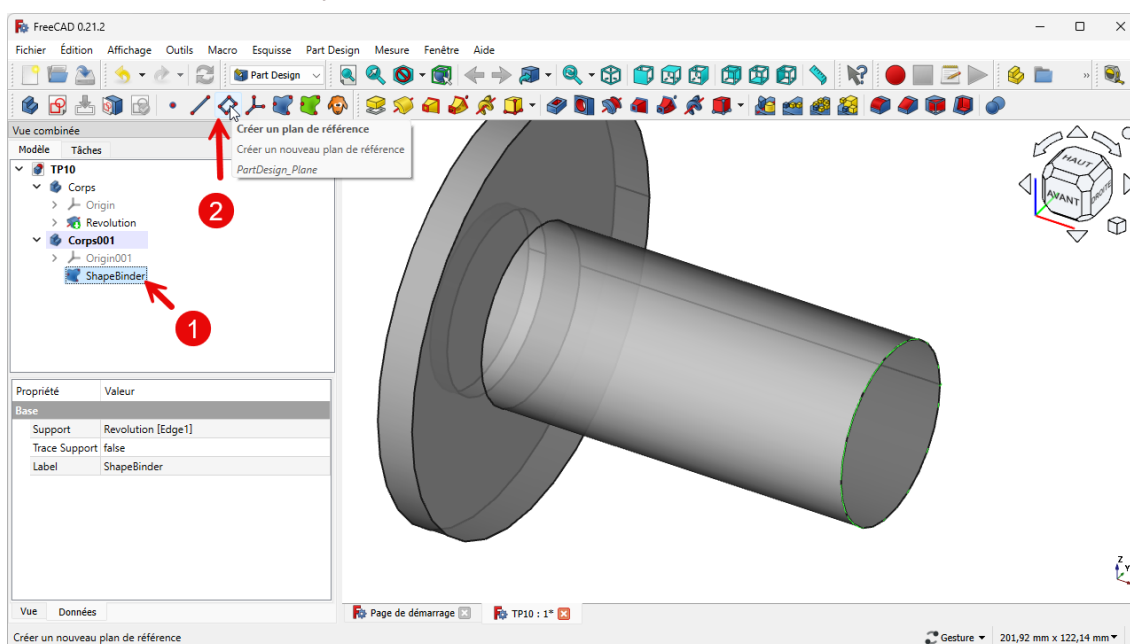 FreeCAD 0.21.2
Fichier Édition Affichage Outils Macro Esquisse Part Design Mesure Fenêtre Aide
Part Design
»
Vue combinée
Modèle Tâches
TP10
Corps
Origin
Revolution
Corps001
Origin001
ShapeBinder
Créer un plan de référence
Créer un nouveau plan de référence
PartDesign_Plane
2
1
HAUT
AVANT
DROITE
Propriété Valeur
Base
Support Revolution [Edge1]
Trace Support false
Label ShapeBinder
Z
Y
Vue Données
Page de démarrage
TP10 : 1*
Créer un nouveau plan de référence
Gesture
201,92 mm x 122,14 mm